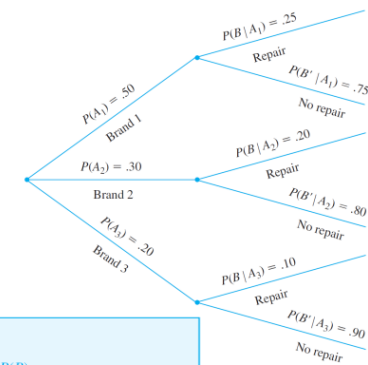 P(B | A₁) = .25
Repair
P(B′ | A₁) = .75
No repair
P(A₁) = .50
Brand 1
P(B | A₂) = .20
Repair
P(A₂) = .30
Brand 2
P(B′ | A₂) = .80
No repair
P(A₃) = .20
Brand 3
P(B | A₃) = .10
Repair
P(B′ | A₃) = .90
No repair